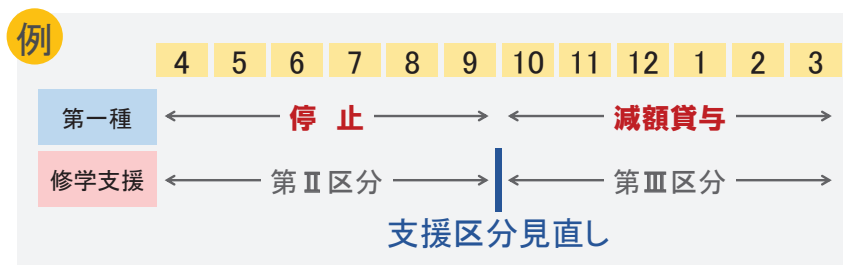 例
4 5 6 7 8 9 10 11 12 1 2 3
第一種 停止 減額貸与
修学支援 第Ⅱ区分 第Ⅲ区分
支援区分見直し